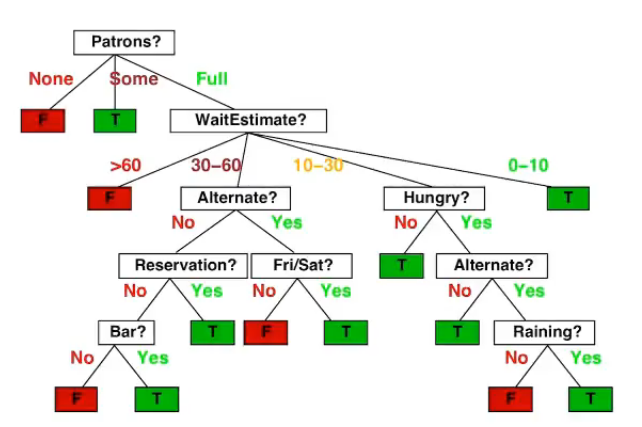 Patrons?
None Some Full
F T WaitEstimate?
>60 30–60 10–30 0–10
F Alternate? Hungry? T
No Yes No Yes
Reservation? Fri/Sat? T Alternate?
No Yes No Yes No Yes
Bar? T F T T Raining?
No Yes No Yes
F T F T